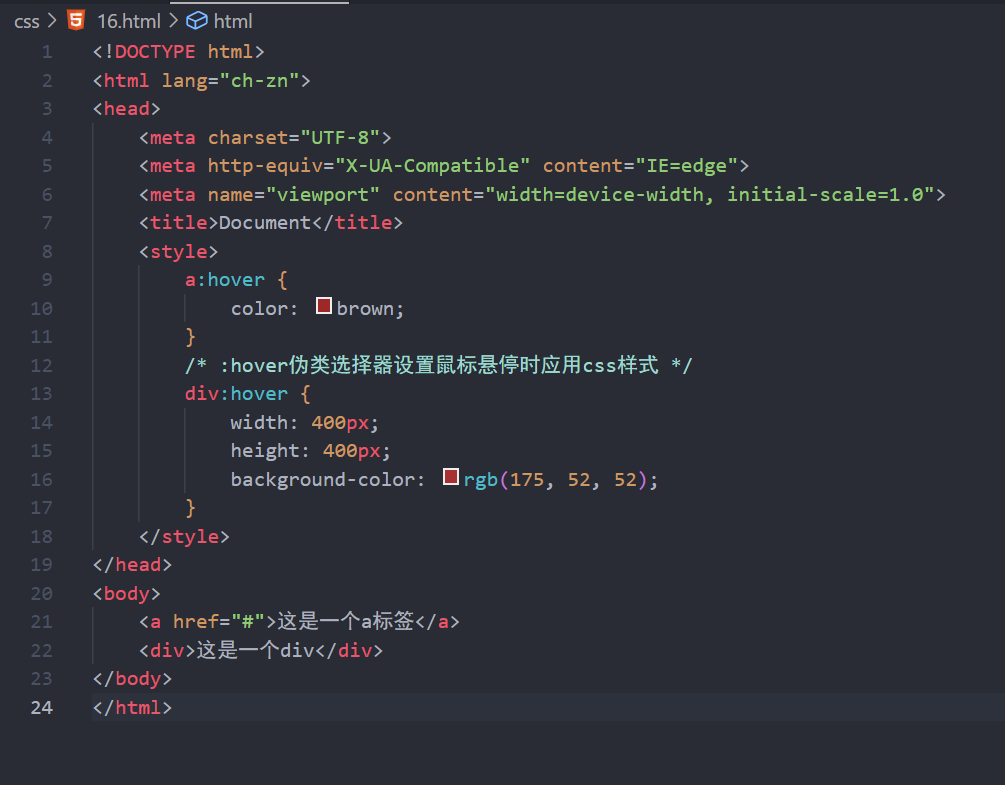 css > 16.html > html
1 <!DOCTYPE html>
2 <html lang="ch-zn">
3 <head>
4     <meta charset="UTF-8">
5     <meta http-equiv="X-UA-Compatible" content="IE=edge">
6     <meta name="viewport" content="width=device-width, initial-scale=1.0">
7     <title>Document</title>
8     <style>
9         a:hover {
10             color: brown;
11         }
12         /* :hover伪类选择器设置鼠标悬停时应用css样式 */
13         div:hover {
14             width: 400px;
15             height: 400px;
16             background-color: rgb(175, 52, 52);
17         }
18     </style>
19 </head>
20 <body>
21     <a href="#">这是一个a标签</a>
22     <div>这是一个div</div>
23 </body>
24 </html>